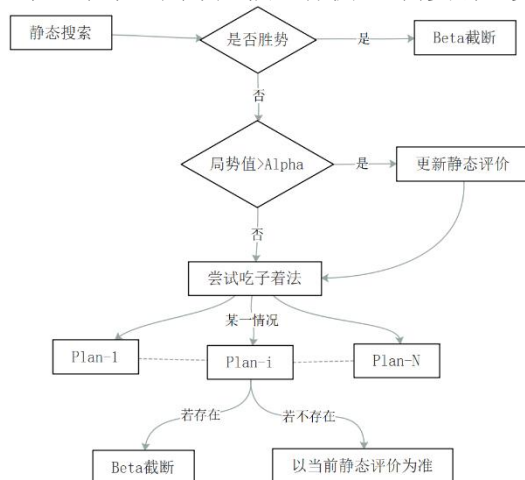 静态搜索
是否胜势
是
Beta截断
否
局势值>Alpha
是
更新静态评价
否
尝试吃子着法
某一情况
Plan-1
Plan-i
Plan-N
若存在
若不存在
Beta截断
以当前静态评价为准